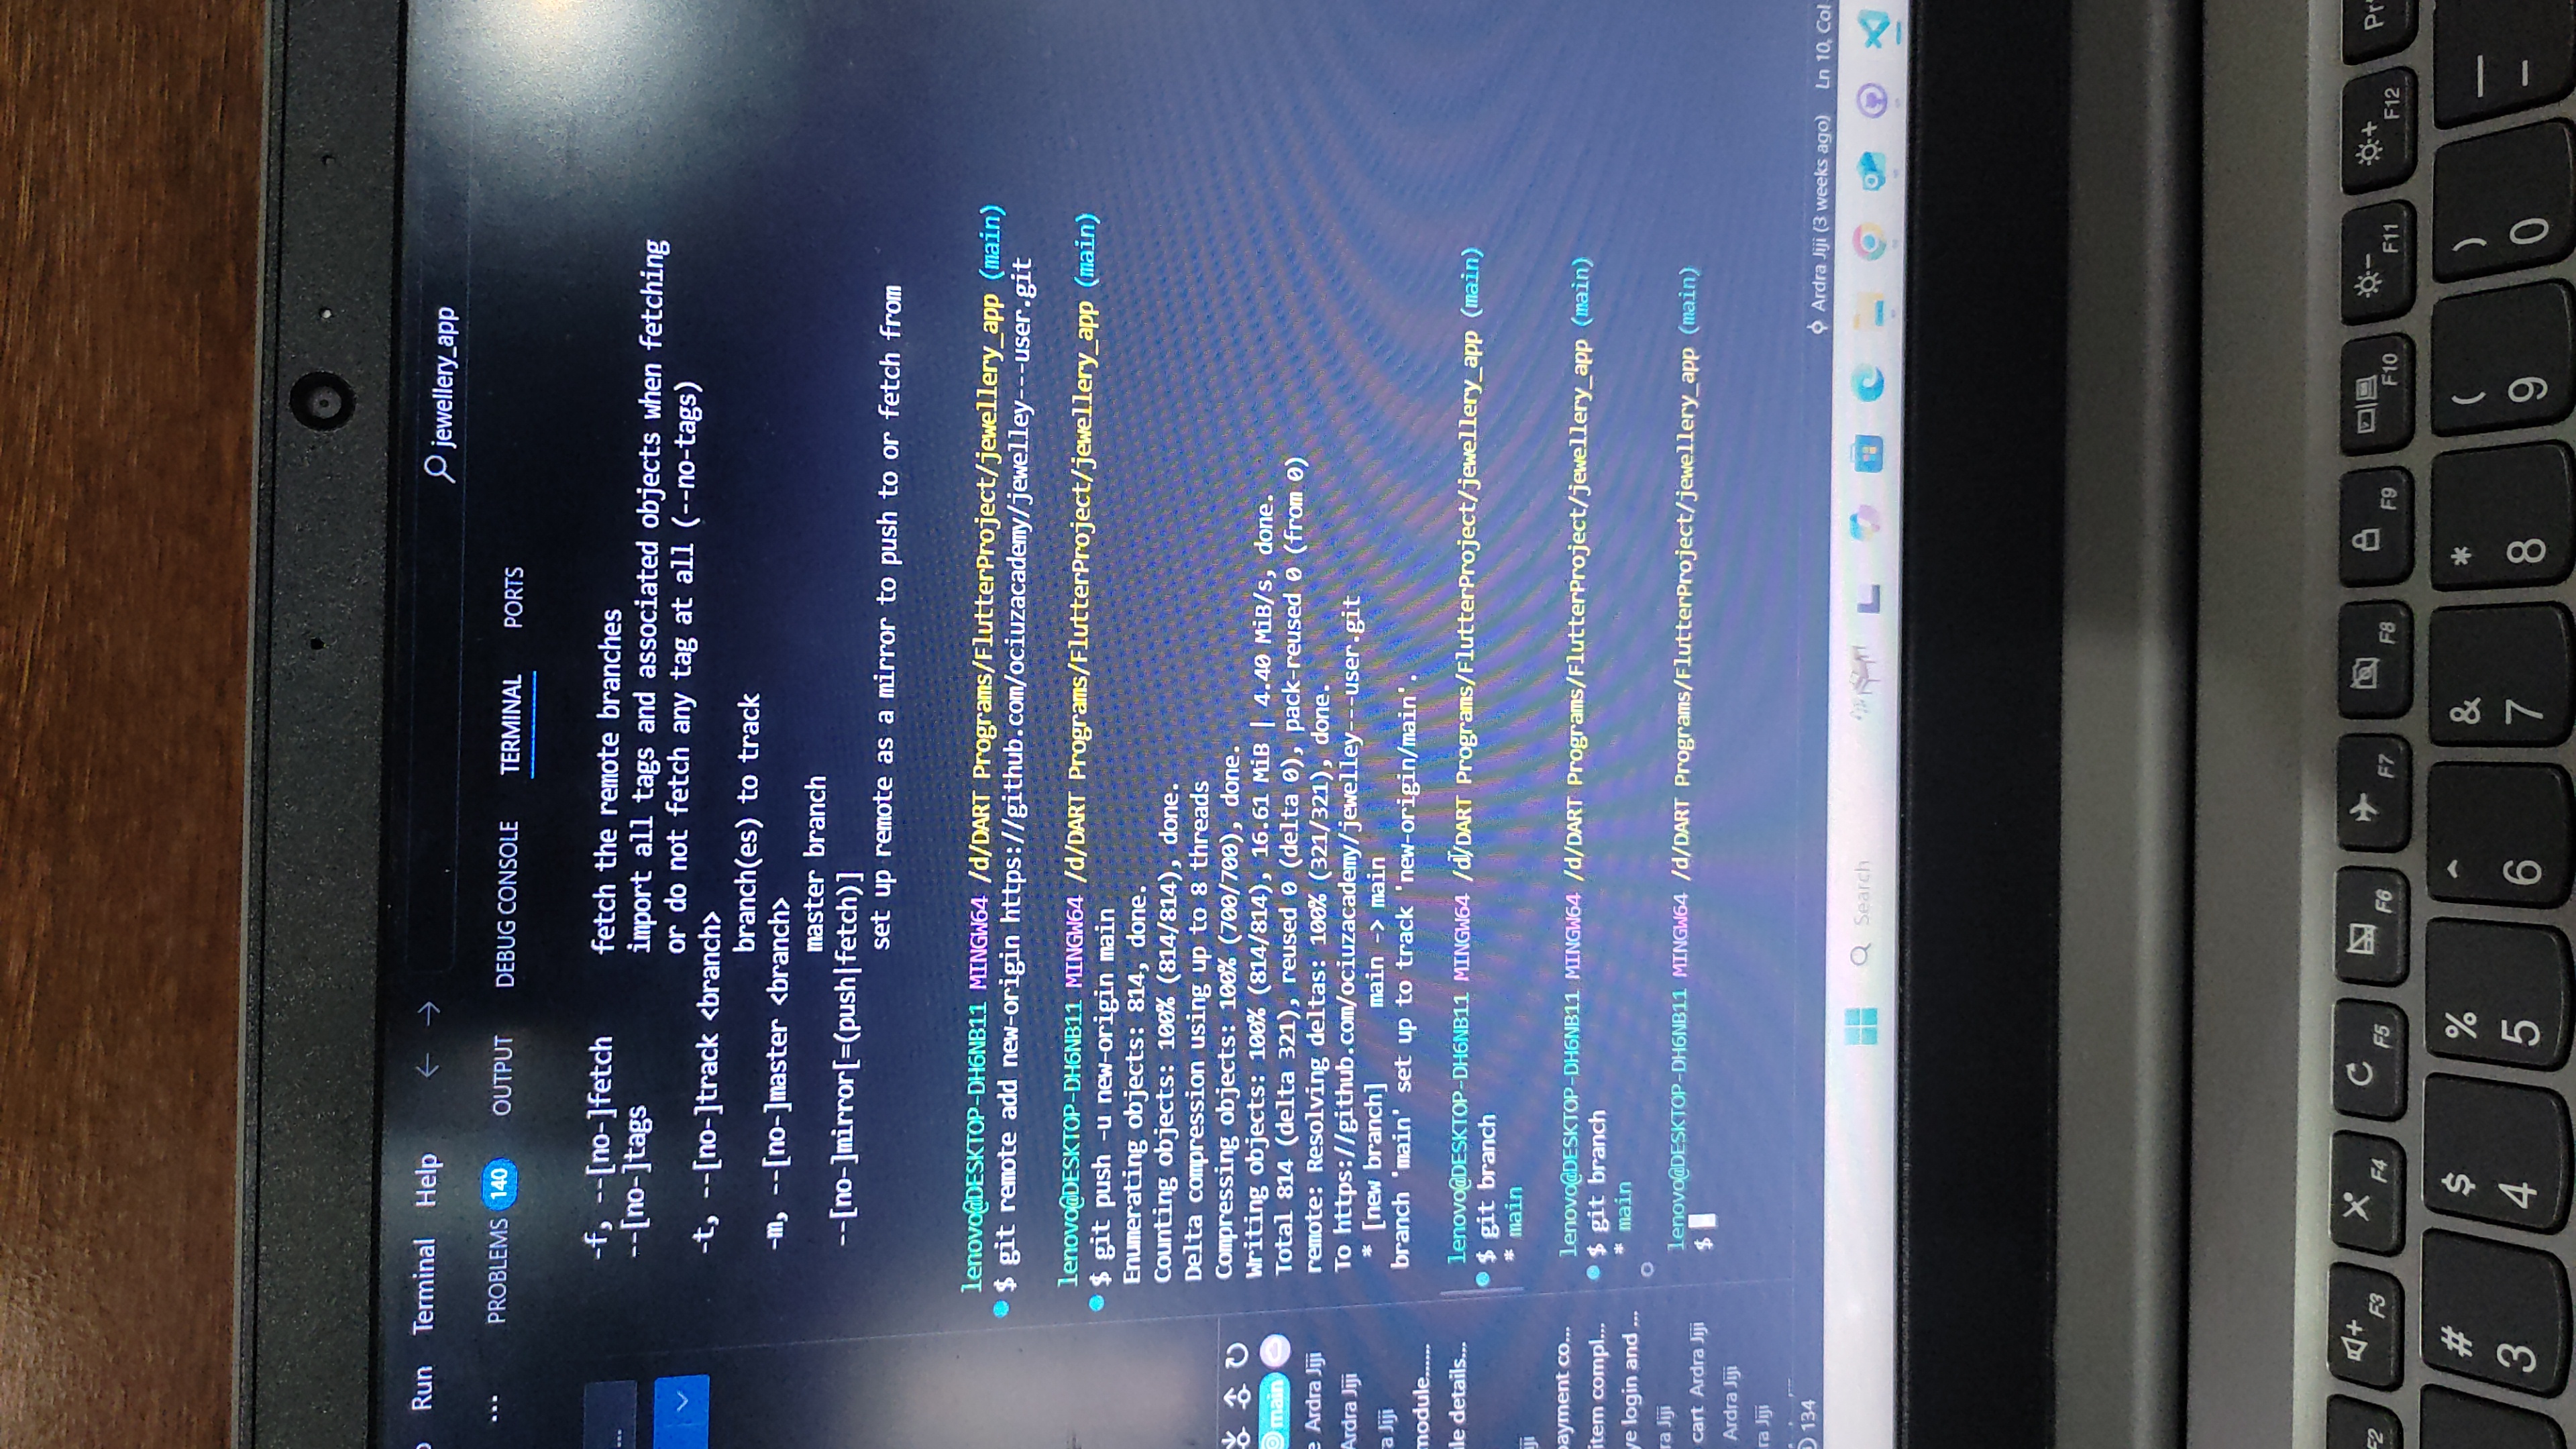 Run Terminal Help ← → jewellery_app
... PROBLEMS 140 OUTPUT DEBUG CONSOLE TERMINAL PORTS
-f, --[no-]fetch fetch the remote branches
--[no-]tags import all tags and associated objects when fetching
or do not fetch any tag at all (--no-tags)
-t, --[no-]track <branch>
branch(es) to track
-m, --[no-]master <branch>
master branch
--[no-]mirror[=(push|fetch)]
set up remote as a mirror to push to or fetch from
lenovo@DESKTOP-DH6NB11 MINGW64 /d/DART Programs/FlutterProject/jewellery_app (main)
$ git remote add new-origin https://github.com/ociuzacademy/jewelley---user.git
lenovo@DESKTOP-DH6NB11 MINGW64 /d/DART Programs/FlutterProject/jewellery_app (main)
$ git push -u new-origin main
Enumerating objects: 814, done.
Counting objects: 100% (814/814), done.
Delta compression using up to 8 threads
Compressing objects: 100% (700/700), done.
Writing objects: 100% (814/814), 16.61 MiB | 4.40 MiB/s, done.
Total 814 (delta 321), reused 0 (delta 0), pack-reused 0 (from 0)
remote: Resolving deltas: 100% (321/321), done.
To https://github.com/ociuzacademy/jewelley---user.git
* [new branch] main -> main
branch 'main' set up to track 'new-origin/main'.
lenovo@DESKTOP-DH6NB11 MINGW64 /d/DART Programs/FlutterProject/jewellery_app (main)
$ git branch
* main
lenovo@DESKTOP-DH6NB11 MINGW64 /d/DART Programs/FlutterProject/jewellery_app (main)
$ git branch
* main
lenovo@DESKTOP-DH6NB11 MINGW64 /d/DART Programs/FlutterProject/jewellery_app (main)
$
main
e Ardra Jiji
Ardra Jiji
ra Jiji
module......
le details...
iji
payment co...
item compl...
ye login and ...
ra Jiji
cart Ardra Jiji
Ardra Jiji
ra Jiji
134 Ardra Jiji (3 weeks ago) Ln 10, Col
Search
F2 F3 F4 F5 F6 F7 F8 F9 F10 F11 F12 Pr
# $ % ^ & * ( ) —
3 4 5 6 7 8 9 0 -